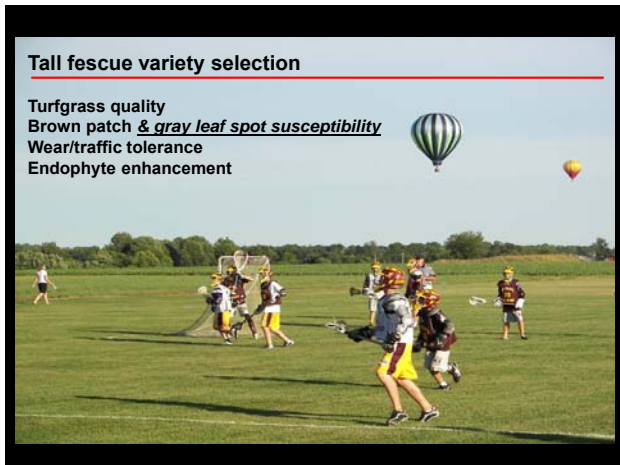 Tall fescue variety selection
Turfgrass quality
Brown patch & gray leaf spot susceptibility
Wear/traffic tolerance
Endophyte enhancement